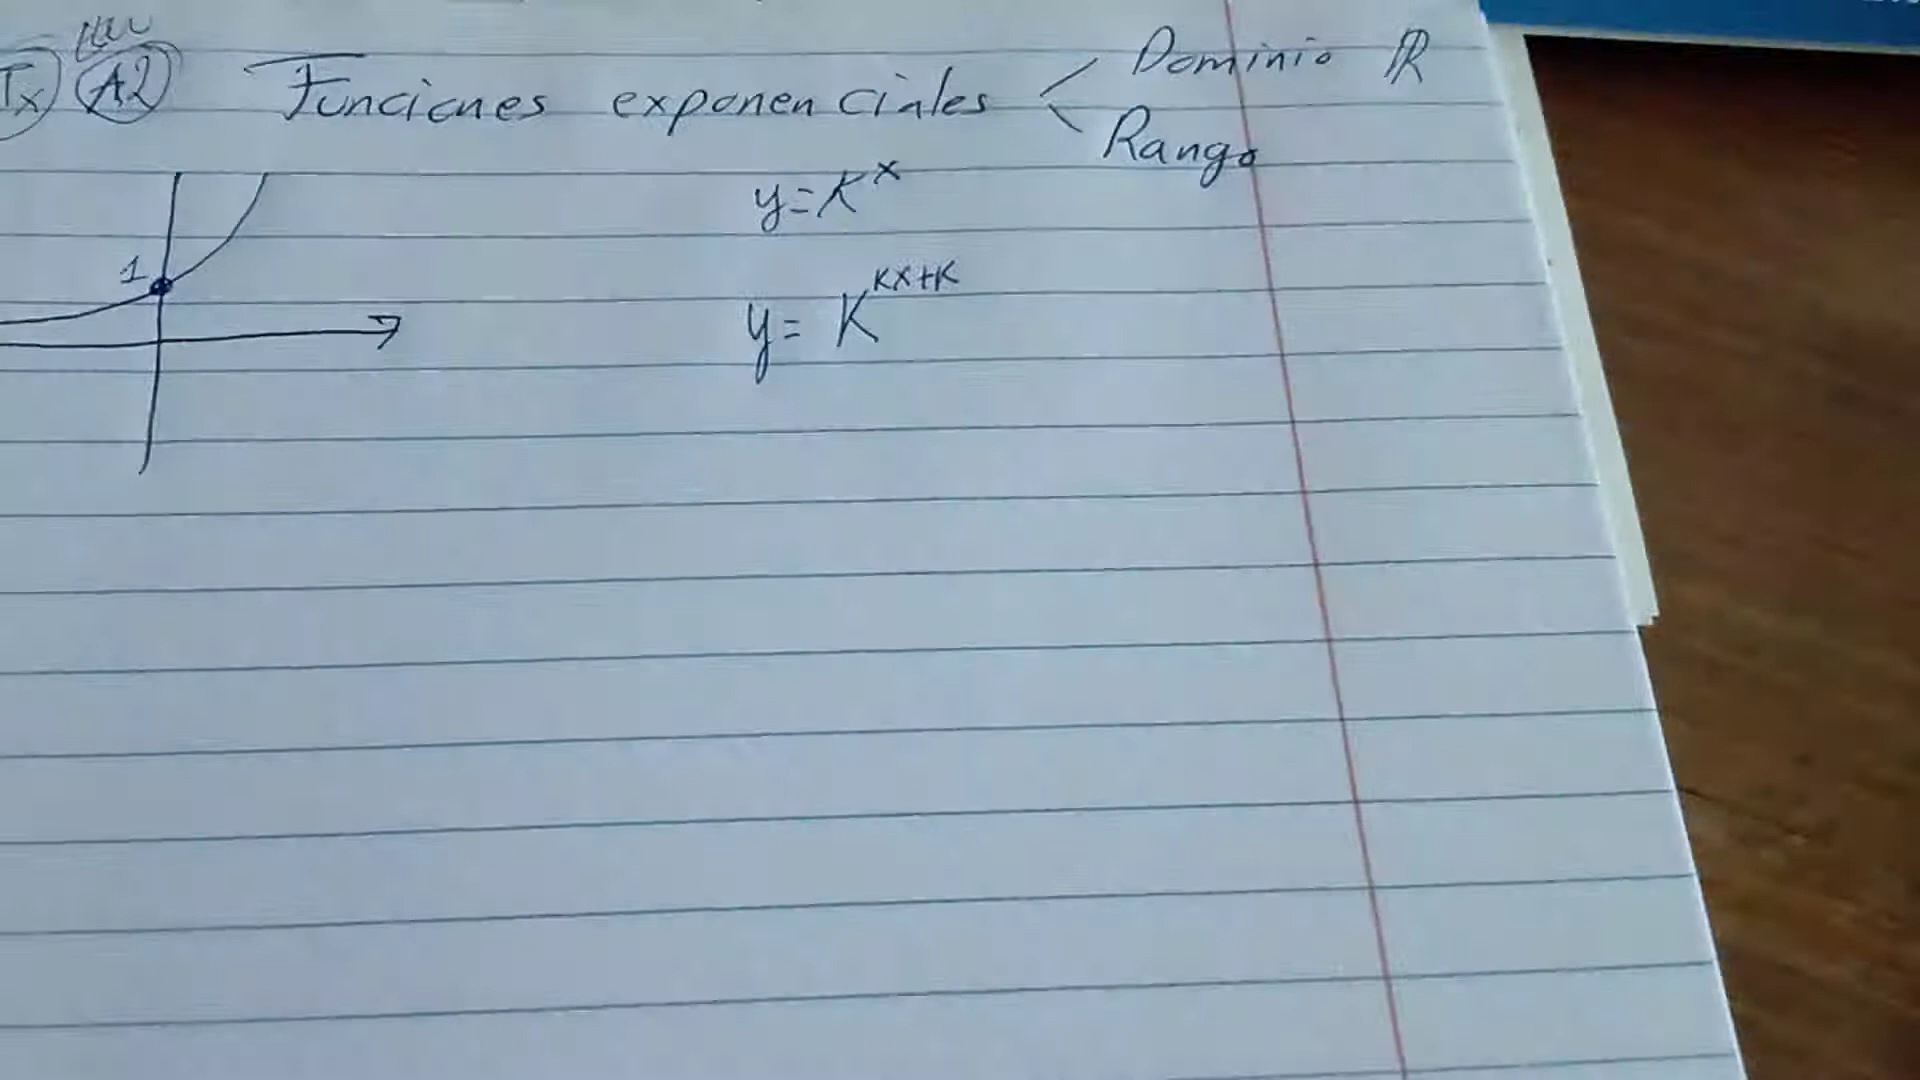 Tx A2 Funciones exponenciales < Dominio ℝ
Rango
y=K^x
1
y= K^{Kx+K}